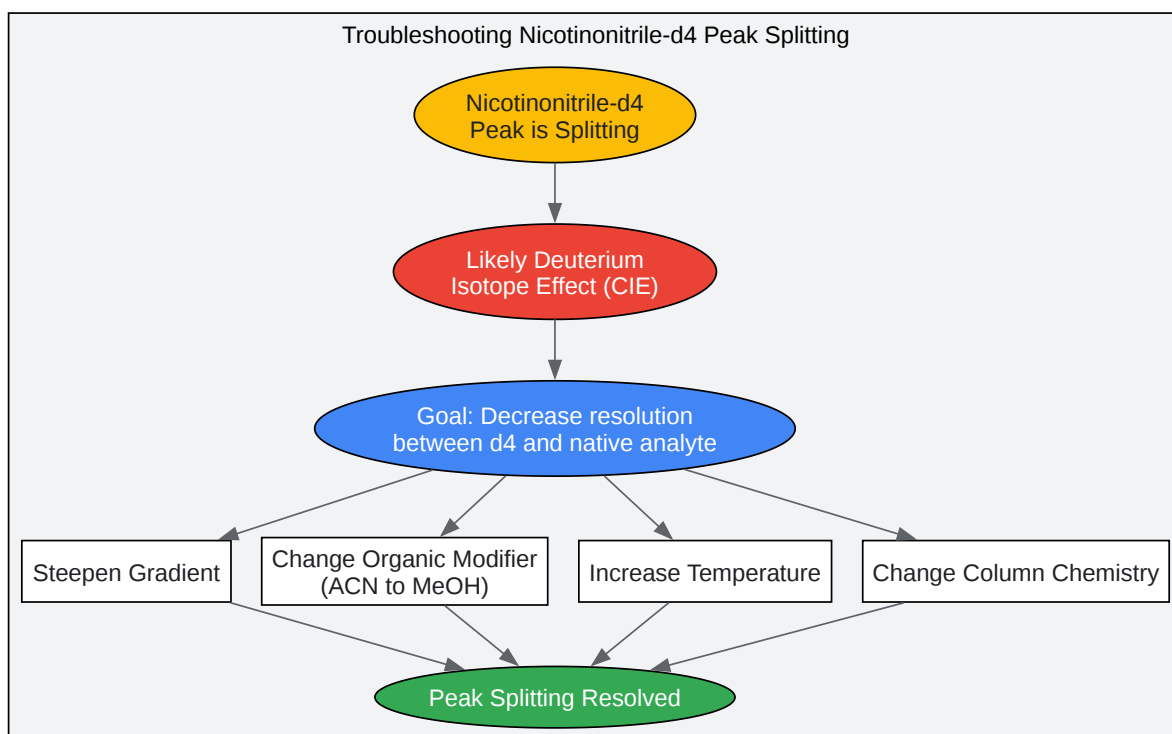 Troubleshooting Nicotinonitrile-d4 Peak Splitting
Nicotinonitrile-d4
Peak is Splitting
Likely Deuterium
Isotope Effect (CIE)
Goal: Decrease resolution
between d4 and native analyte
Steepen Gradient
Change Organic Modifier
(ACN to MeOH)
Increase Temperature
Change Column Chemistry
Peak Splitting Resolved